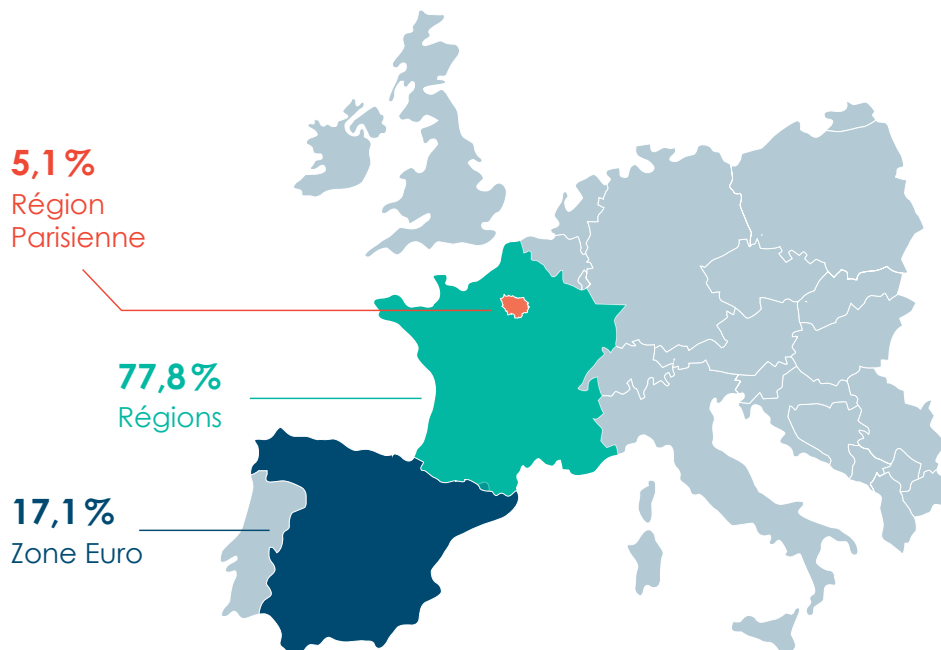 5,1 %
Région
Parisienne
77,8 %
Régions
17,1 %
Zone Euro